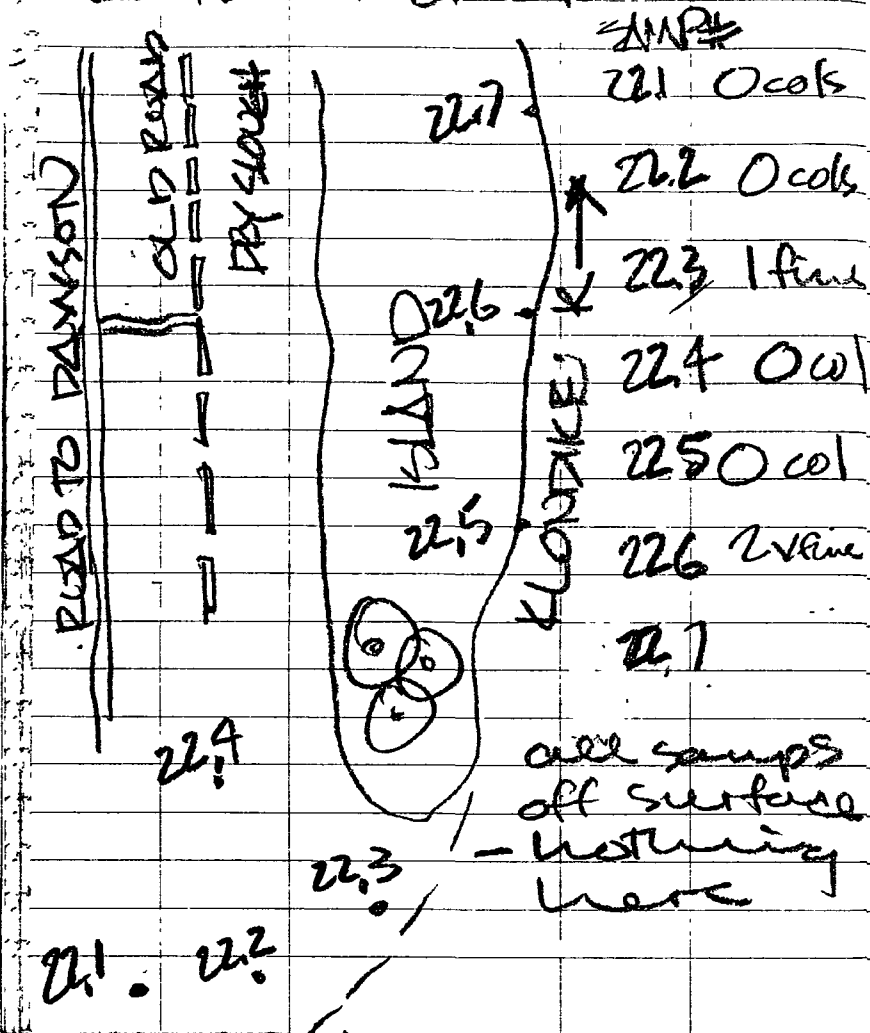 SAMP#
22.1 0 cols
22.2 0 cols
22.3 1 fine
22.4 0 col
22.5 0 col
22.6 2 v fine
22.7
all samps
off surface
- nothing
here
ROAD TO DAWSON
OLD ROAD
DRY SLOUGH
ISLAND
KLONDIKE R
22.7
22.6
22.5
22.4
22.3
22.2
22.1